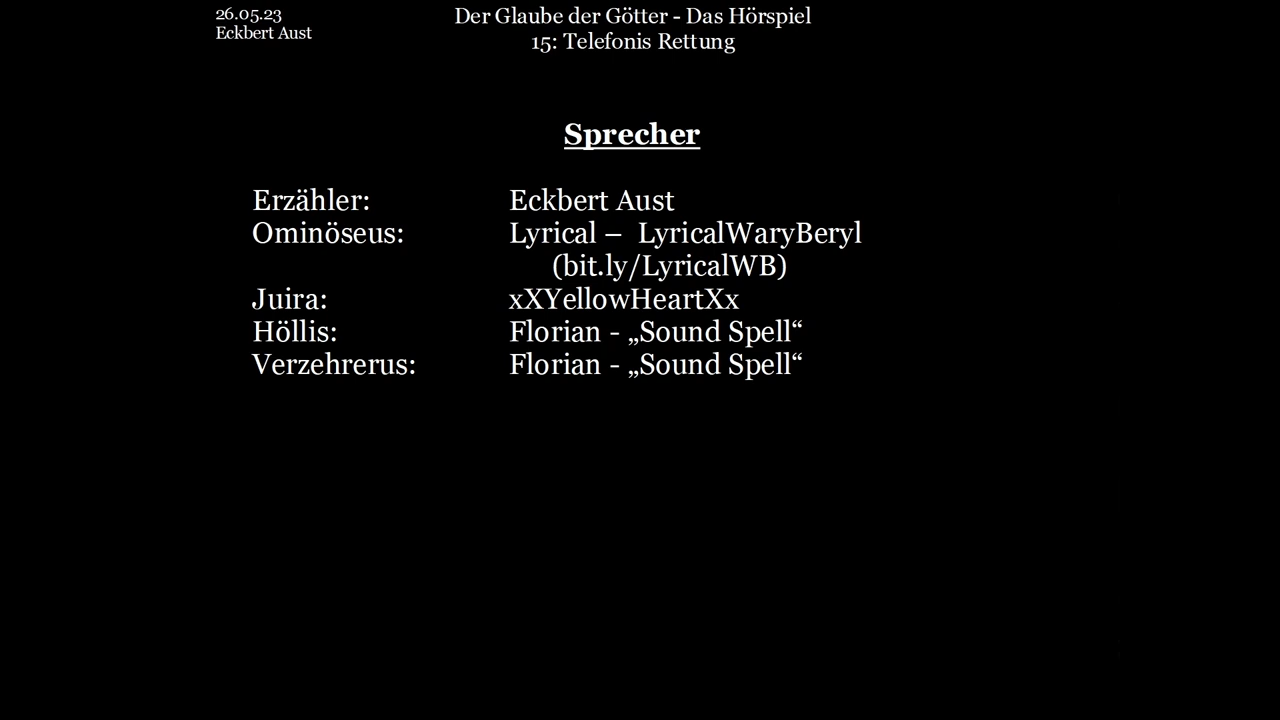 26.05.23
Eckbert Aust
Der Glaube der Götter - Das Hörspiel
15: Telefonis Rettung
Sprecher
Erzähler: Eckbert Aust
Ominöseus: Lyrical – LyricalWaryBeryl
(bit.ly/LyricalWB)
Juira: xXYellowHeartXx
Höllis: Florian - „Sound Spell“
Verzehrerus: Florian - „Sound Spell“